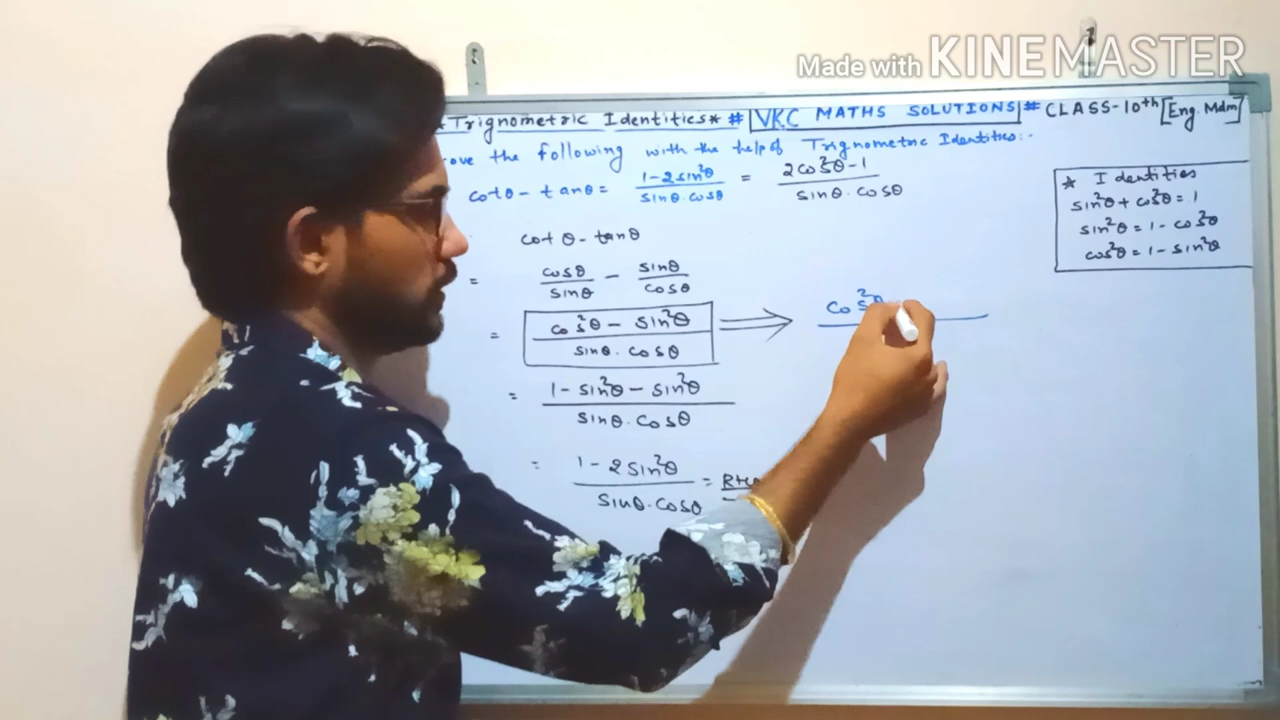 Made with KINEMASTER
*Trignometric Identities* # VKC MATHS SOLUTIONS # CLASS-10th [Eng. Mdm]
the following with the help of Trignometric Identities:-
cotθ - tanθ = 1-2sin²θ / sinθ.cosθ = 2cos²θ-1 / sinθ.cosθ
* Identities
sin²θ + cos²θ = 1
sin²θ = 1 - cos²θ
cos²θ = 1 - sin²θ
cotθ - tanθ
= cosθ / sinθ - sinθ / cosθ
= cos²θ - sin²θ / sinθ.cosθ ⟹ cos²θ
= 1 - sin²θ - sin²θ / sinθ.cosθ
= 1 - 2sin²θ / sinθ.cosθ =